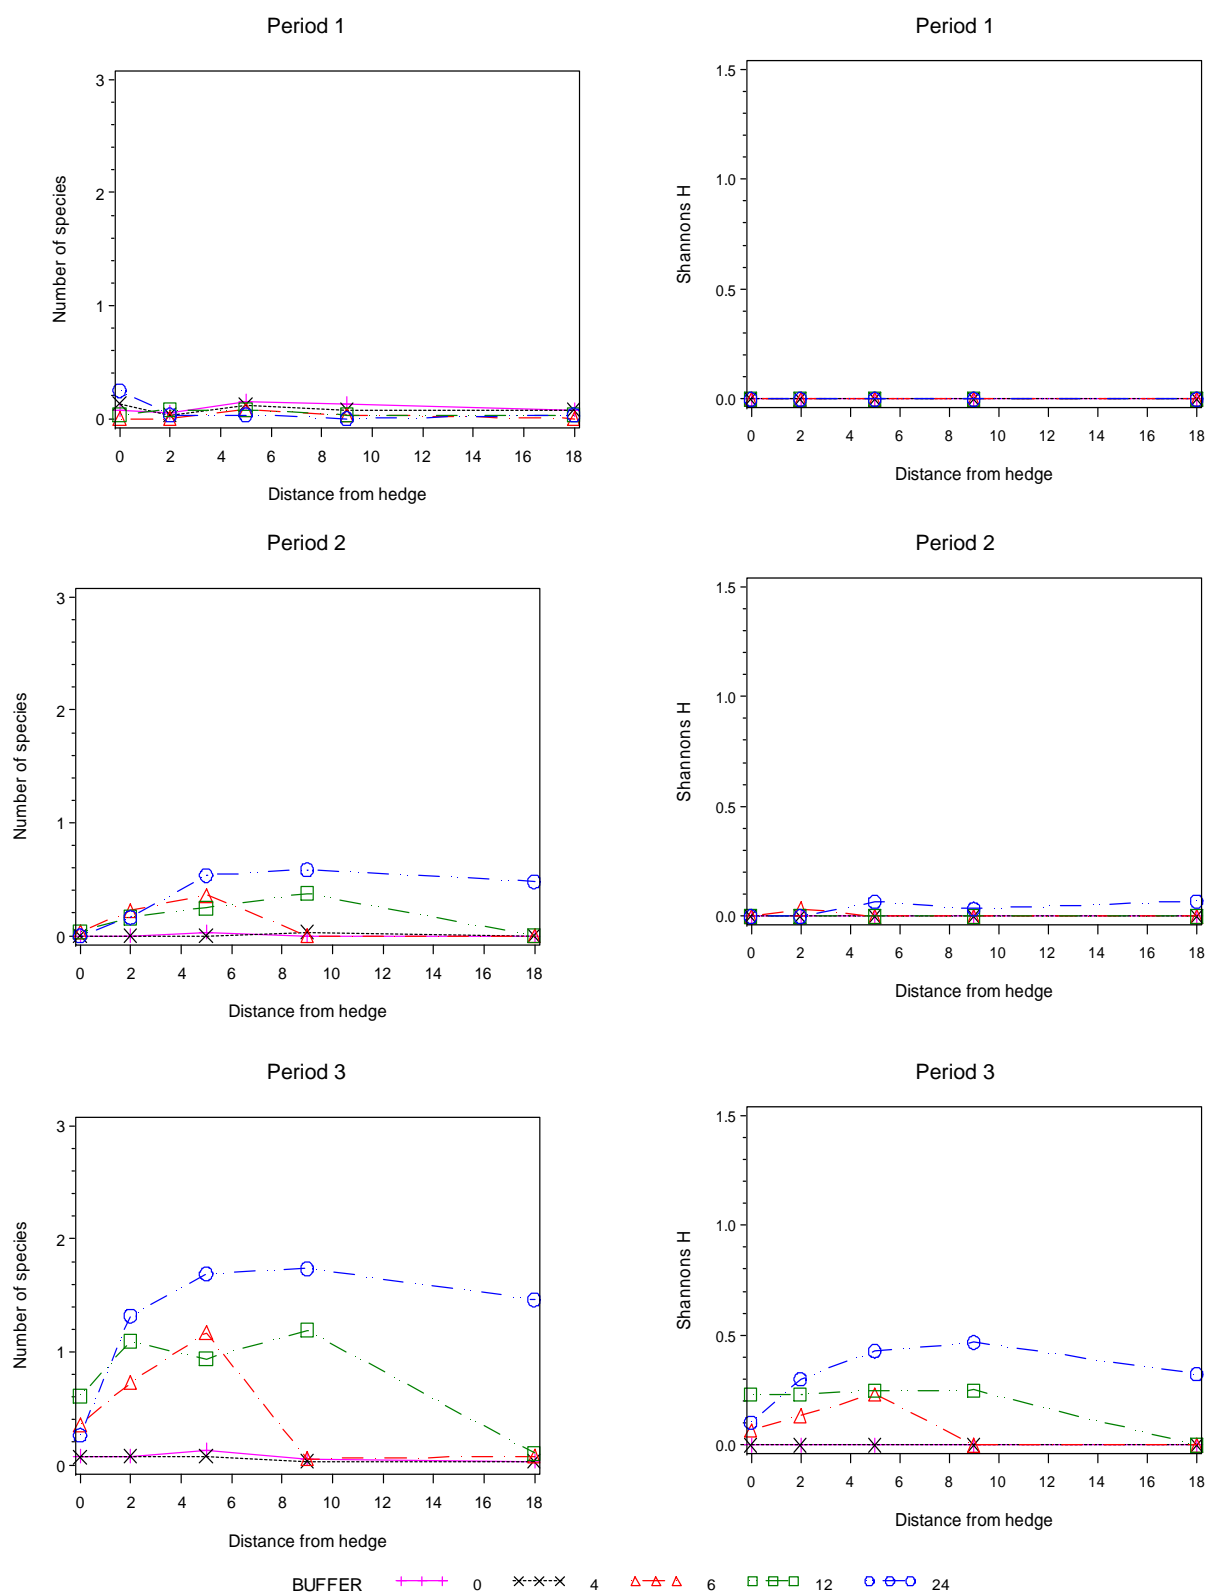 Period 1
Number of species
3
2
1
0
0 2 4 6 8 10 12 14 16 18
Distance from hedge
Period 1
Shannons H
1.5
1.0
0.5
0.0
0 2 4 6 8 10 12 14 16 18
Distance from hedge
Period 2
Number of species
3
2
1
0
0 2 4 6 8 10 12 14 16 18
Distance from hedge
Period 2
Shannons H
1.5
1.0
0.5
0.0
0 2 4 6 8 10 12 14 16 18
Distance from hedge
Period 3
Number of species
3
2
1
0
0 2 4 6 8 10 12 14 16 18
Distance from hedge
Period 3
Shannons H
1.5
1.0
0.5
0.0
0 2 4 6 8 10 12 14 16 18
Distance from hedge
BUFFER 0 4 6 12 24